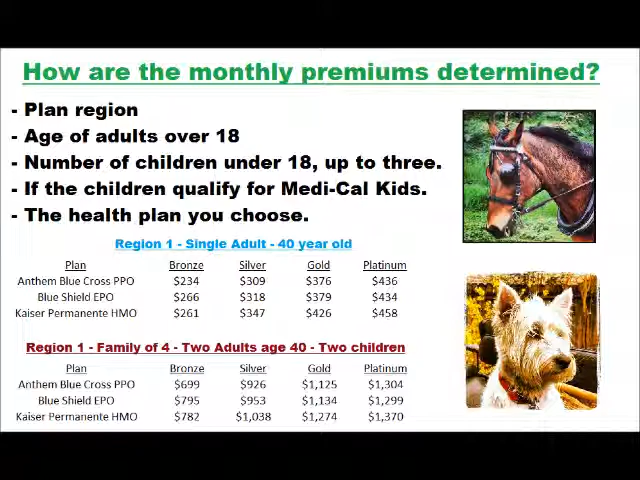 How are the monthly premiums determined?
- Plan region
- Age of adults over 18
- Number of children under 18, up to three.
- If the children qualify for Medi-Cal Kids.
- The health plan you choose.
Region 1 - Single Adult - 40 year old
Plan Bronze Silver Gold Platinum
Anthem Blue Cross PPO $234 $309 $376 $436
Blue Shield EPO $266 $318 $379 $434
Kaiser Permanente HMO $261 $347 $426 $458
Region 1 - Family of 4 - Two Adults age 40 - Two children
Plan Bronze Silver Gold Platinum
Anthem Blue Cross PPO $699 $926 $1,125 $1,304
Blue Shield EPO $795 $953 $1,134 $1,299
Kaiser Permanente HMO $782 $1,038 $1,274 $1,370